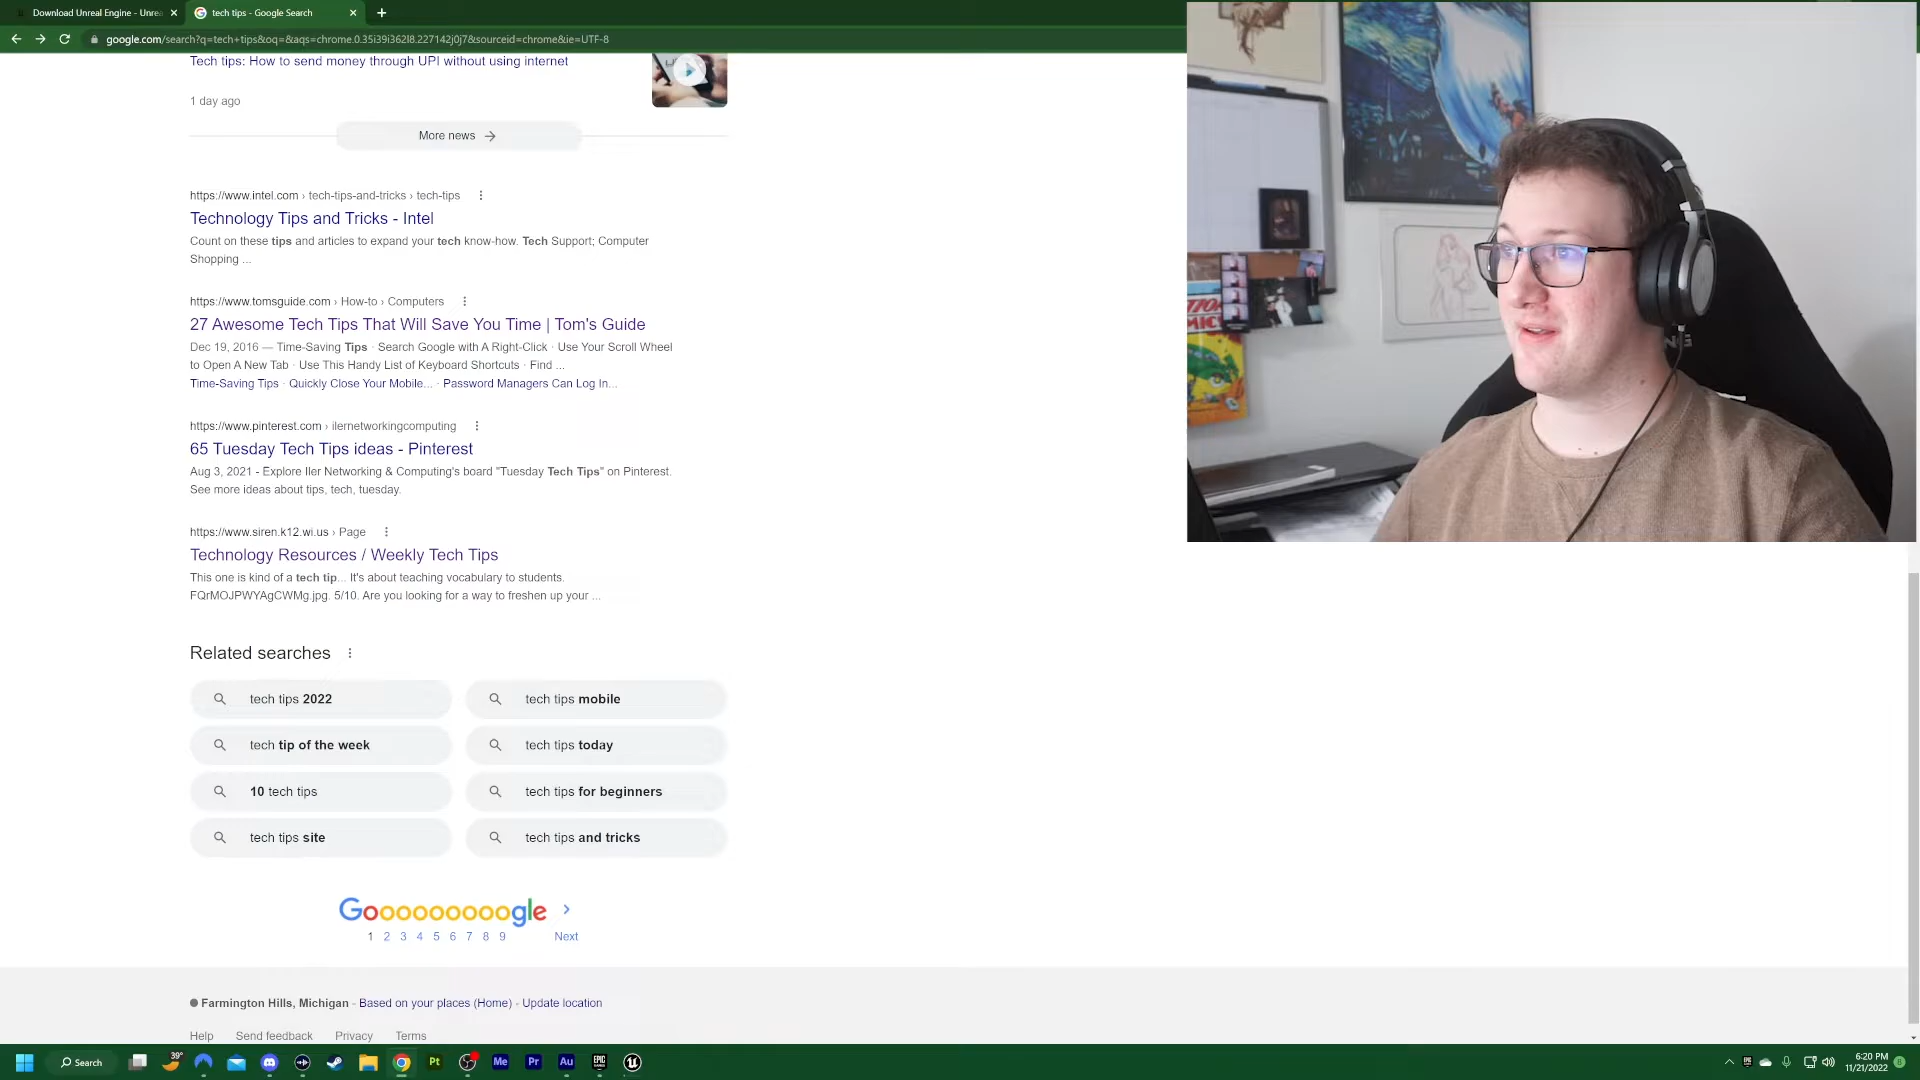 Download Unreal Engine - Unrea
tech tips - Google Search
google.com/search?q=tech+tips&oq=&aqs=chrome.0.35i39i362l8.227142j0j7&sourceid=chrome&ie=UTF-8
Tech tips: How to send money through UPI without using internet
1 day ago
More news
https://www.intel.com › tech-tips-and-tricks › tech-tips
Technology Tips and Tricks - Intel
Count on these tips and articles to expand your tech know-how. Tech Support; Computer
Shopping ...
https://www.tomsguide.com › How-to › Computers
27 Awesome Tech Tips That Will Save You Time | Tom's Guide
Dec 19, 2016 — Time-Saving Tips · Search Google with A Right-Click · Use Your Scroll Wheel
to Open A New Tab · Use This Handy List of Keyboard Shortcuts · Find ...
Time-Saving Tips · Quickly Close Your Mobile... · Password Managers Can Log In...
https://www.pinterest.com › ilernetworkingcomputing
65 Tuesday Tech Tips ideas - Pinterest
Aug 3, 2021 - Explore Iler Networking & Computing's board "Tuesday Tech Tips" on Pinterest.
See more ideas about tips, tech, tuesday.
https://www.siren.k12.wi.us › Page
Technology Resources / Weekly Tech Tips
This one is kind of a tech tip... It's about teaching vocabulary to students.
FQrMOJPWYAgCWMg.jpg. 5/10. Are you looking for a way to freshen up your ...
Related searches
tech tips 2022
tech tips mobile
tech tip of the week
tech tips today
10 tech tips
tech tips for beginners
tech tips site
tech tips and tricks
Gooooooooogle
1 2 3 4 5 6 7 8 9 Next
Farmington Hills, Michigan - Based on your places (Home) - Update location
Help Send feedback Privacy Terms
Search
39°
Pt
Me
Pr
Au
EPIC
6:20 PM
11/21/2022